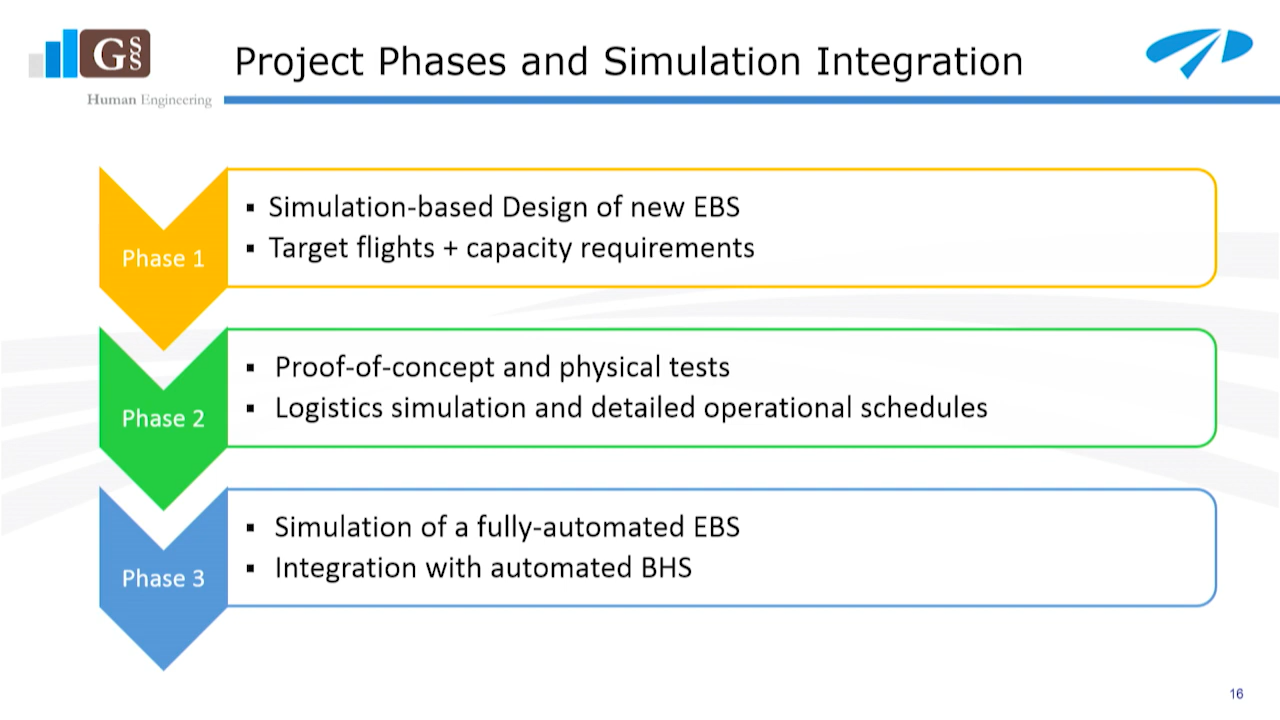 G§§
Human Engineering
Project Phases and Simulation Integration
Phase 1
▪ Simulation-based Design of new EBS
▪ Target flights + capacity requirements
Phase 2
▪ Proof-of-concept and physical tests
▪ Logistics simulation and detailed operational schedules
Phase 3
▪ Simulation of a fully-automated EBS
▪ Integration with automated BHS
16